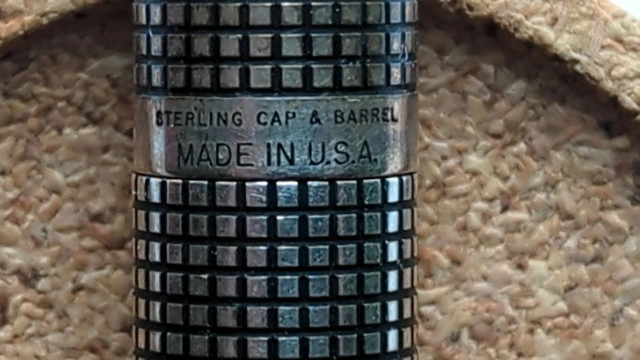 STERLING CAP & BARREL
MADE IN U.S.A.